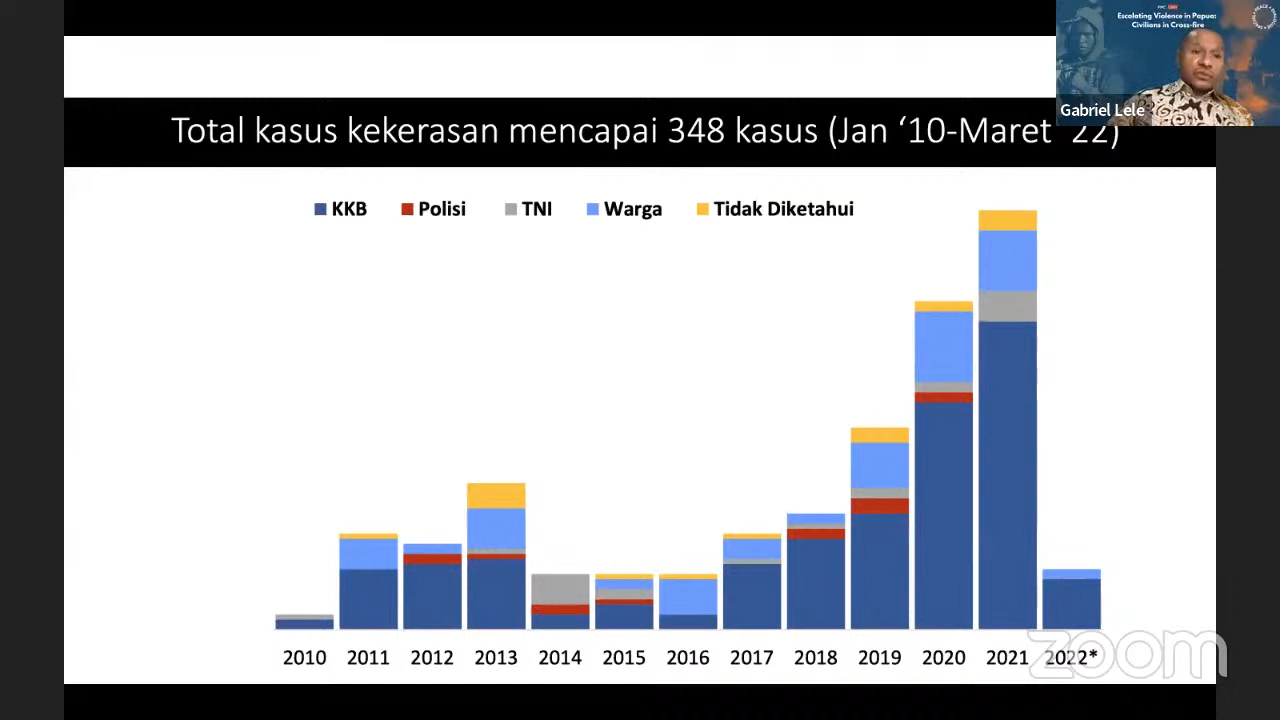 Escalating Violence in Papua:
Civilians in Cross-fire
Gabriel Lele
Total kasus kekerasan mencapai 348 kasus (Jan ‘10-Maret ‘22)
KKB Polisi TNI Warga Tidak Diketahui
2010 2011 2012 2013 2014 2015 2016 2017 2018 2019 2020 2021 2022*
zoom